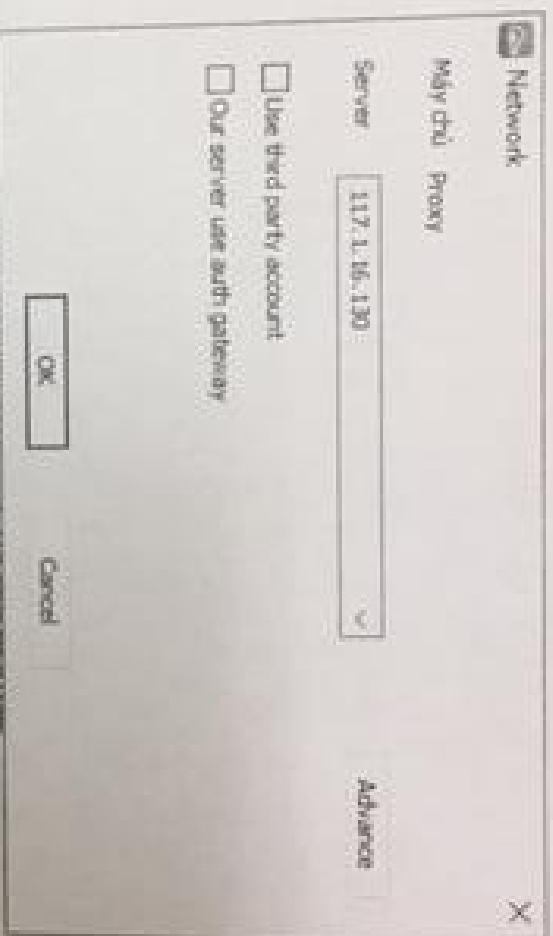 Network
Máy chủ Proxy
Server 117.1.16.130 Advance
Use third party account
Our server use auth gateway
OK Cancel